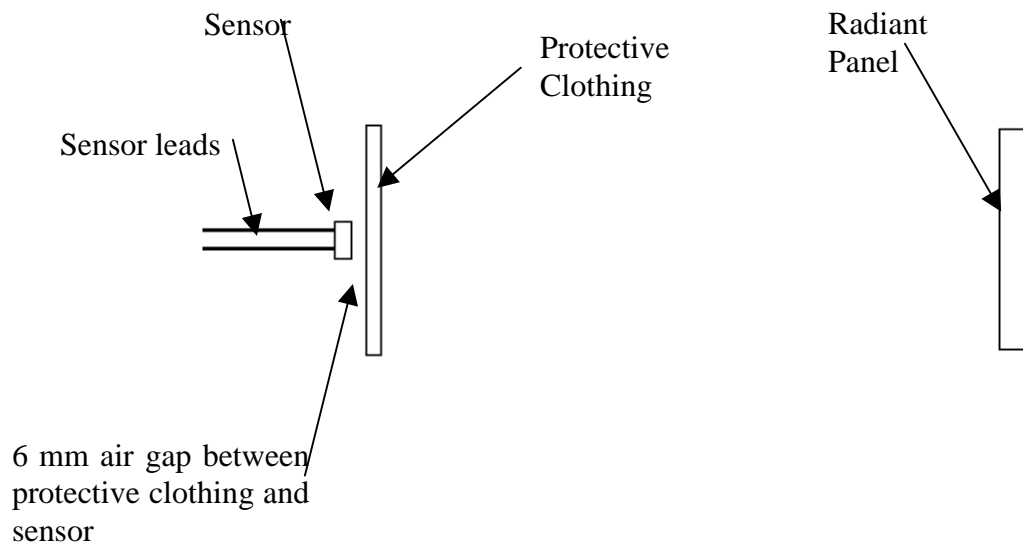 Sensor
Protective
Clothing
Radiant
Panel
Sensor leads
6 mm air gap between
protective clothing and
sensor